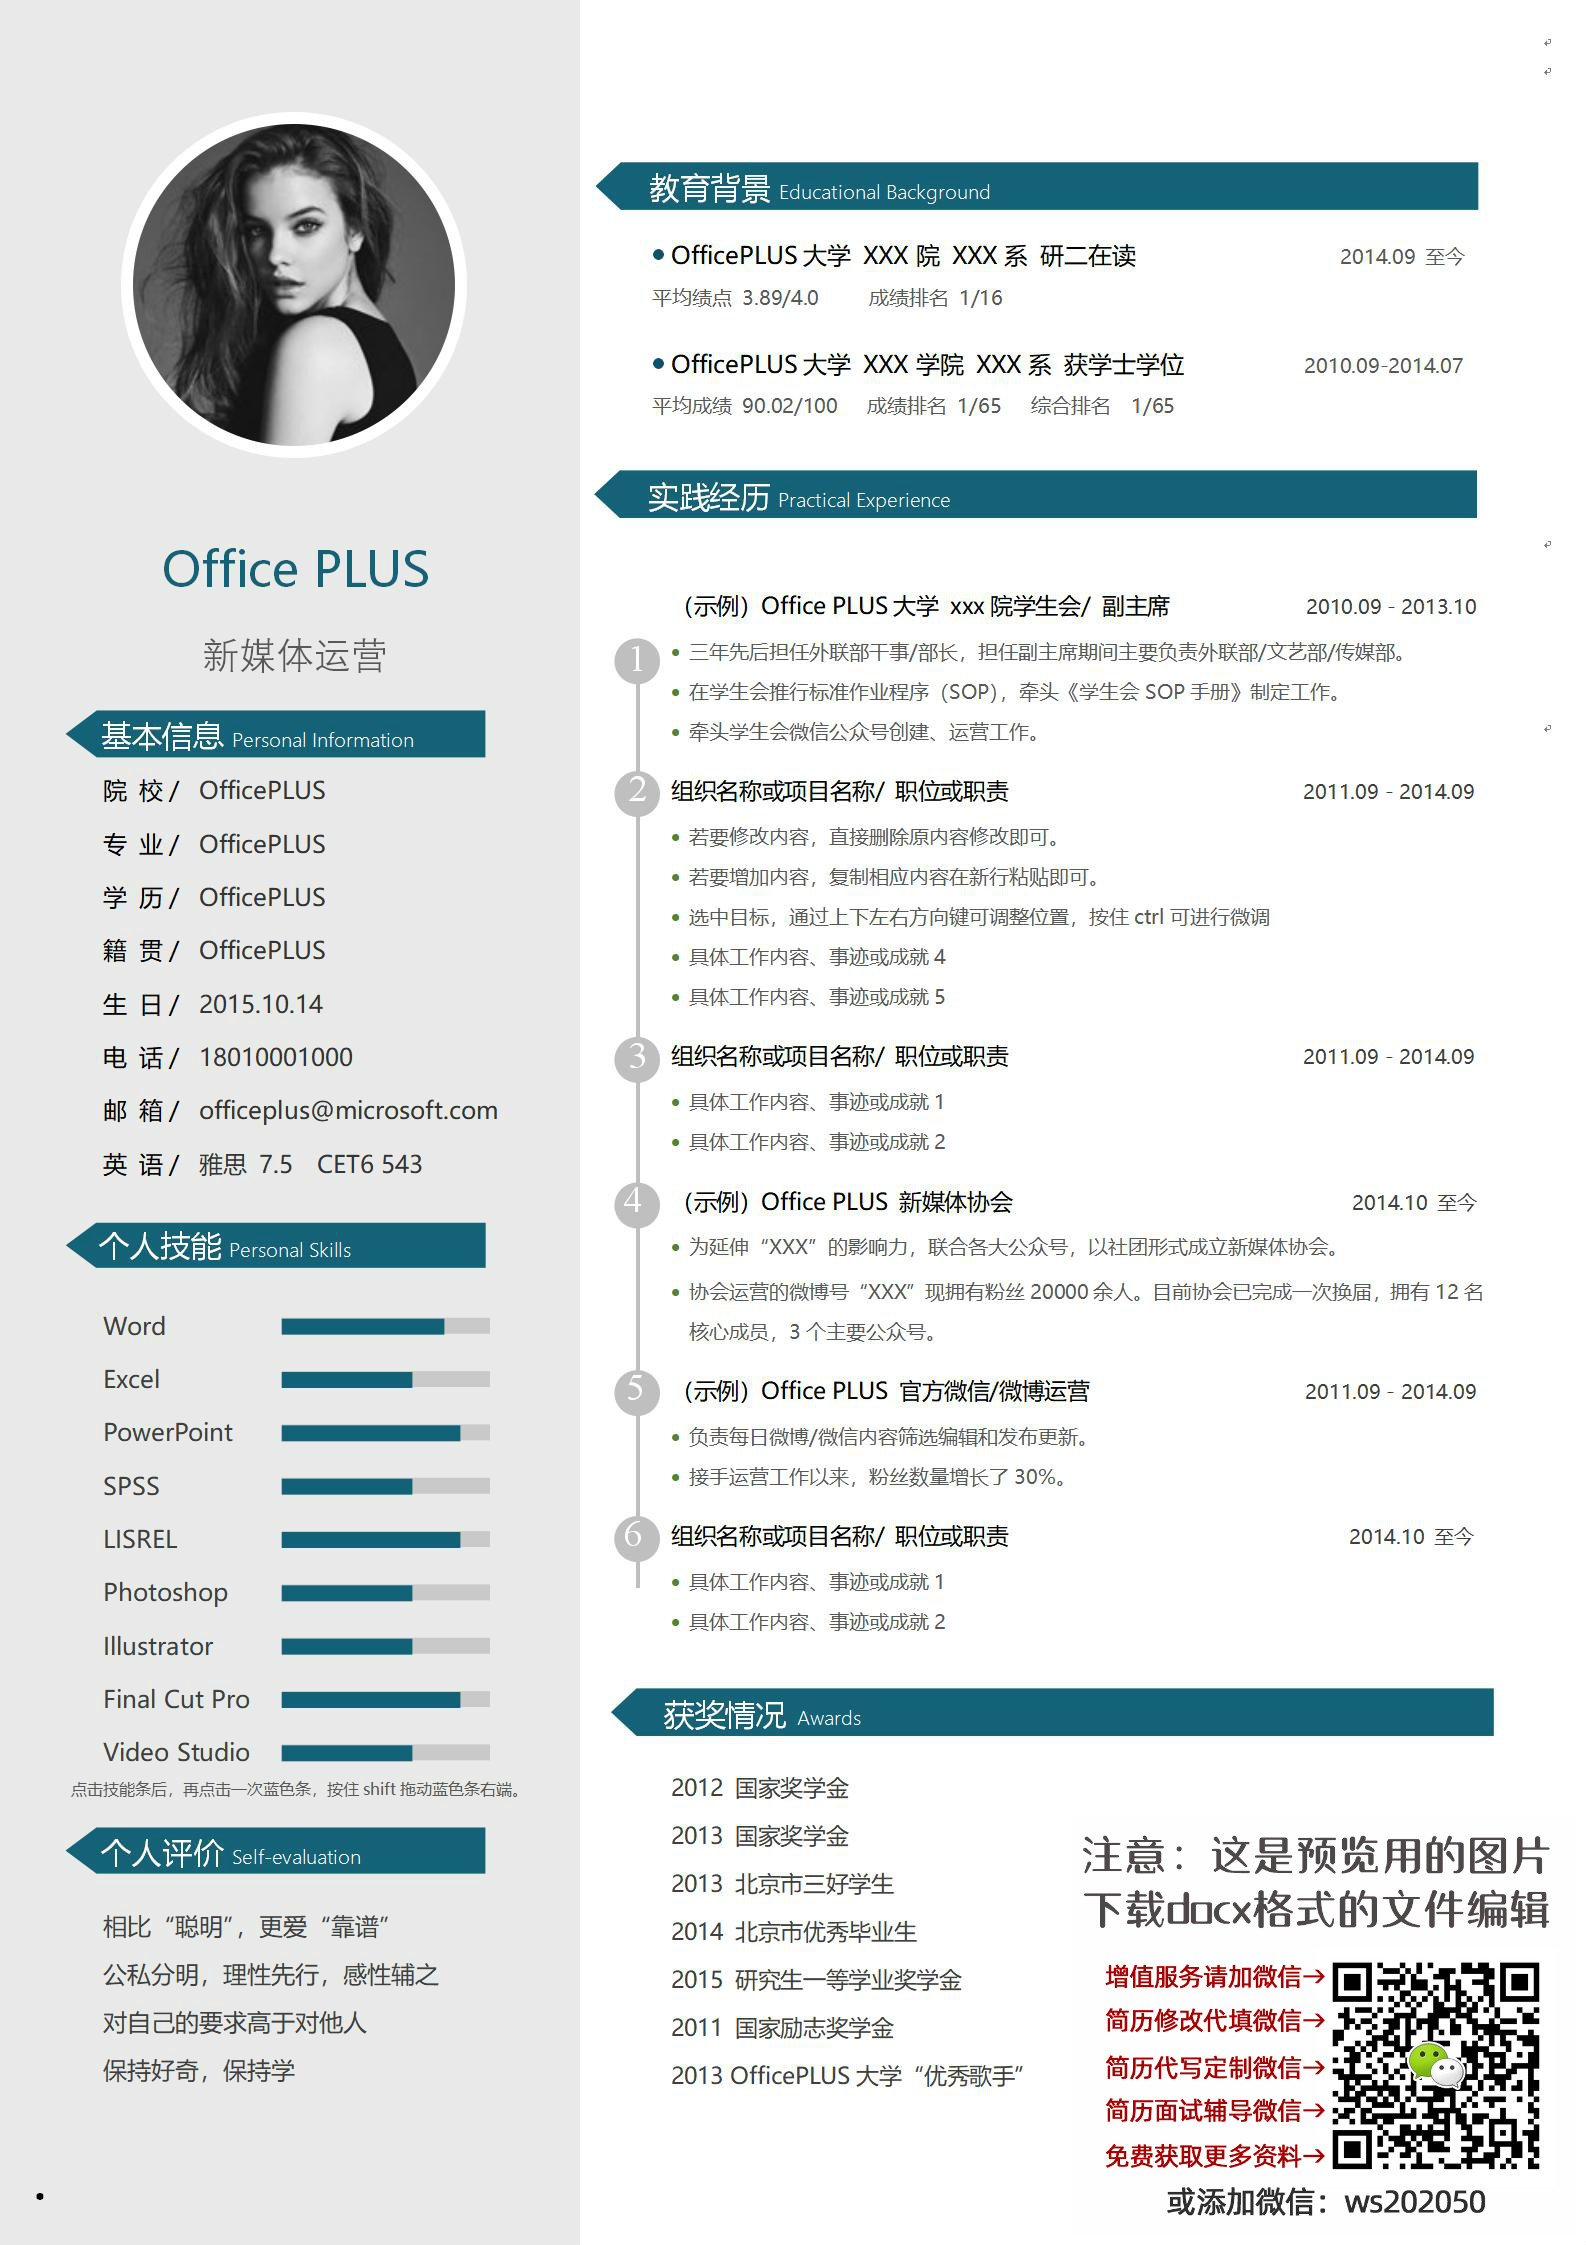 Office PLUS
新媒体运营
基本信息 Personal Information
院 校 / OfficePLUS
专 业 / OfficePLUS
学 历 / OfficePLUS
籍 贯 / OfficePLUS
生 日 / 2015.10.14
电 话 / 18010001000
邮 箱 / officeplus@microsoft.com
英 语 / 雅思 7.5 CET6 543
个人技能 Personal Skills
Word
Excel
PowerPoint
SPSS
LISREL
Photoshop
Illustrator
Final Cut Pro
Video Studio
点击技能条后，再点击一次蓝色条，按住 shift 拖动蓝色条右端。
个人评价 Self-evaluation
相比“聪明”，更爱“靠谱”
公私分明，理性先行，感性辅之
对自己的要求高于对他人
保持好奇，保持学
教育背景 Educational Background
OfficePLUS 大学 XXX 院 XXX 系 研二在读 2014.09 至今
平均绩点 3.89/4.0 成绩排名 1/16
OfficePLUS 大学 XXX 学院 XXX 系 获学士学位 2010.09-2014.07
平均成绩 90.02/100 成绩排名 1/65 综合排名 1/65
实践经历 Practical Experience
（示例）Office PLUS 大学 xxx 院学生会/ 副主席 2010.09 - 2013.10
1
三年先后担任外联部干事/部长，担任副主席期间主要负责外联部/文艺部/传媒部。
在学生会推行标准作业程序（SOP），牵头《学生会 SOP 手册》制定工作。
牵头学生会微信公众号创建、运营工作。
2 组织名称或项目名称/ 职位或职责 2011.09 - 2014.09
若要修改内容，直接删除原内容修改即可。
若要增加内容，复制相应内容在新行粘贴即可。
选中目标，通过上下左右方向键可调整位置，按住 ctrl 可进行微调
具体工作内容、事迹或成就 4
具体工作内容、事迹或成就 5
3 组织名称或项目名称/ 职位或职责 2011.09 - 2014.09
具体工作内容、事迹或成就 1
具体工作内容、事迹或成就 2
4 （示例）Office PLUS 新媒体协会 2014.10 至今
为延伸“XXX”的影响力，联合各大公众号，以社团形式成立新媒体协会。
协会运营的微博号“XXX”现拥有粉丝 20000 余人。目前协会已完成一次换届，拥有 12 名
核心成员，3 个主要公众号。
5 （示例）Office PLUS 官方微信/微博运营 2011.09 - 2014.09
负责每日微博/微信内容筛选编辑和发布更新。
接手运营工作以来，粉丝数量增长了 30%。
6 组织名称或项目名称/ 职位或职责 2014.10 至今
具体工作内容、事迹或成就 1
具体工作内容、事迹或成就 2
获奖情况 Awards
2012 国家奖学金
2013 国家奖学金
2013 北京市三好学生
2014 北京市优秀毕业生
2015 研究生一等学业奖学金
2011 国家励志奖学金
2013 OfficePLUS 大学“优秀歌手”
注意：这是预览用的图片
下载docx格式的文件编辑
增值服务请加微信→
简历修改代填微信→
简历代写定制微信→
简历面试辅导微信→
免费获取更多资料→
或添加微信：ws202050